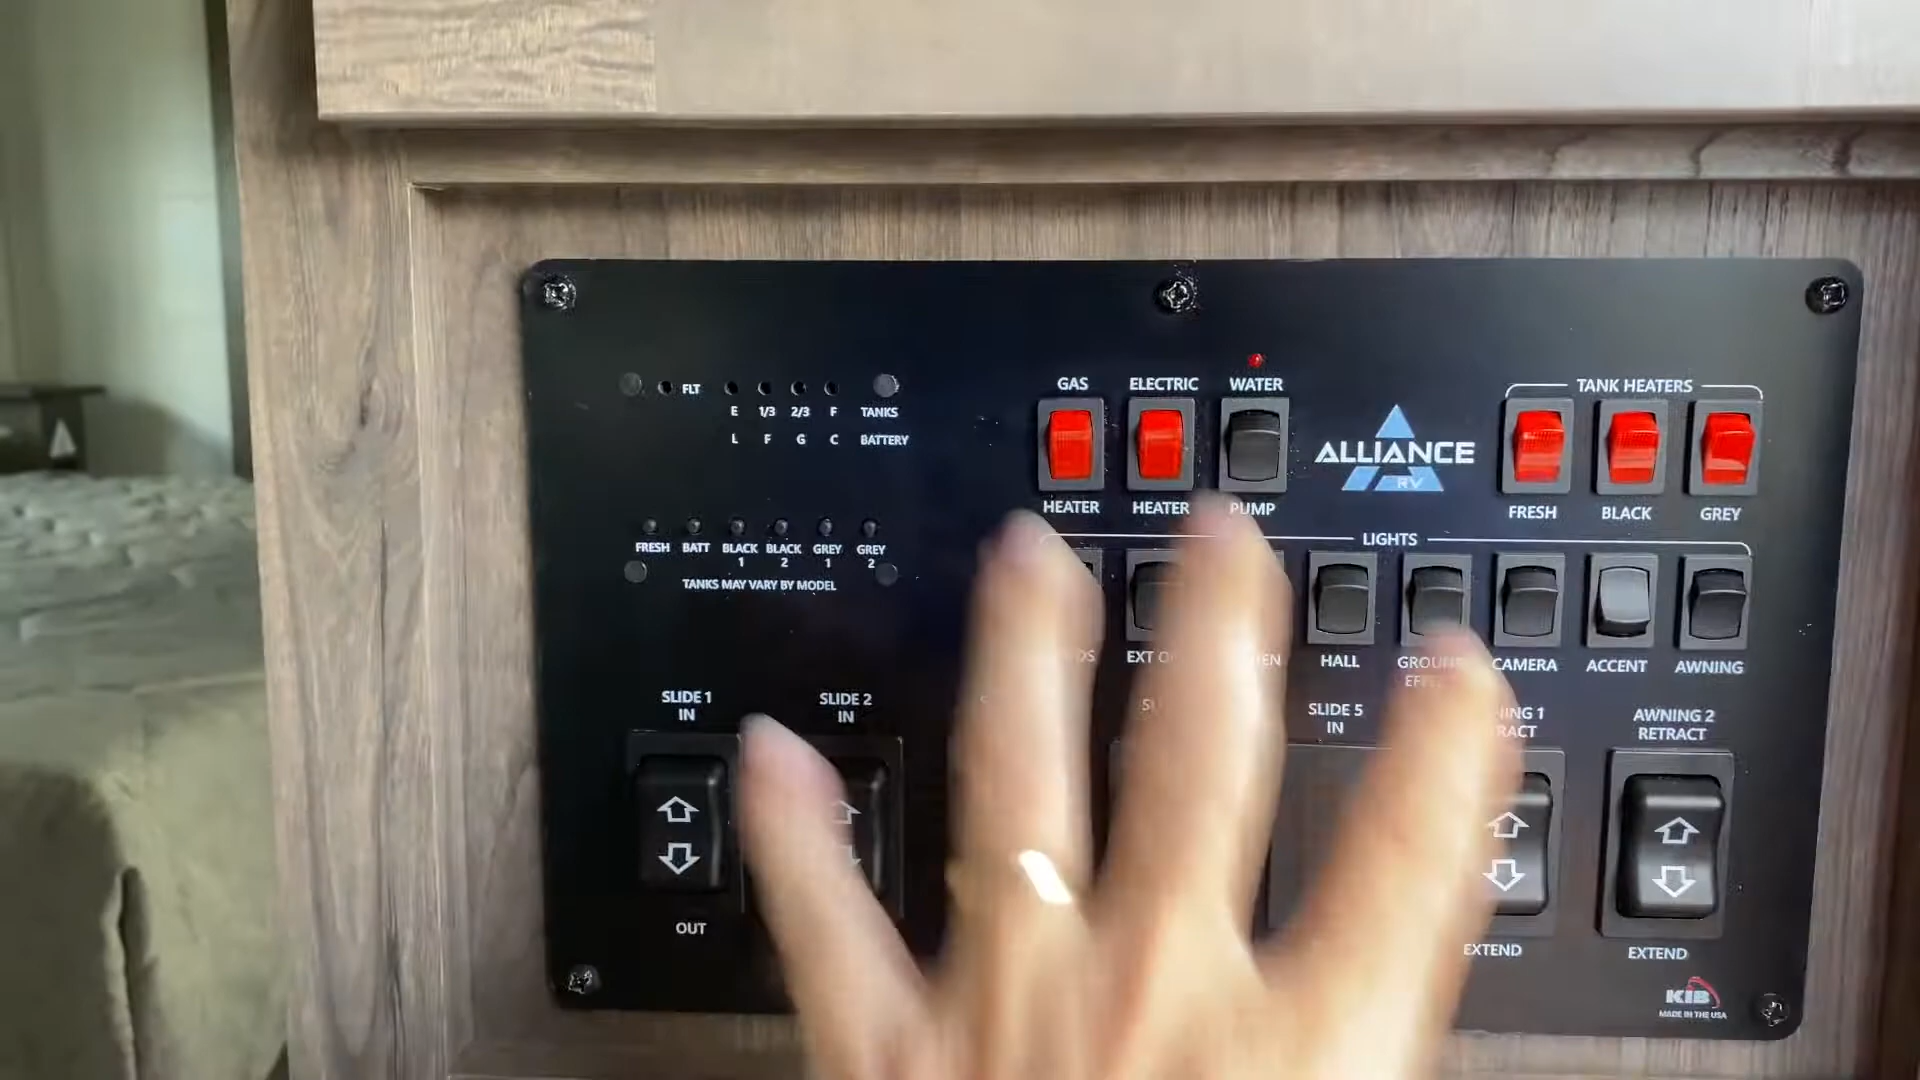 FLT
E 1/3 2/3 F TANKS
L F G C BATTERY
FRESH BATT BLACK 1 BLACK 2 GREY 1 GREY 2
TANKS MAY VARY BY MODEL
GAS HEATER
ELECTRIC HEATER
WATER PUMP
ALLIANCE
RV
TANK HEATERS
FRESH BLACK GREY
LIGHTS
EXT
HALL
GROUND
CAMERA
ACCENT
AWNING
SLIDE 1
IN
OUT
SLIDE 2
IN
SLIDE 5
IN
EXTEND
AWNING 2
RETRACT
EXTEND
KIB
MADE IN THE USA